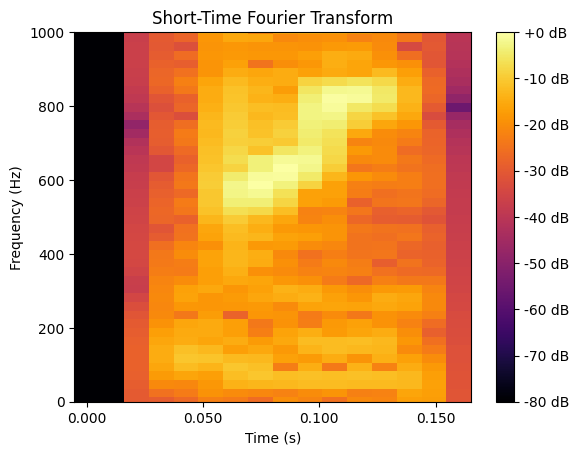 Short-Time Fourier Transform
1000
800
600
400
200
0
Frequency (Hz)
0.000
0.050
0.100
0.150
Time (s)
+0 dB
-10 dB
-20 dB
-30 dB
-40 dB
-50 dB
-60 dB
-70 dB
-80 dB